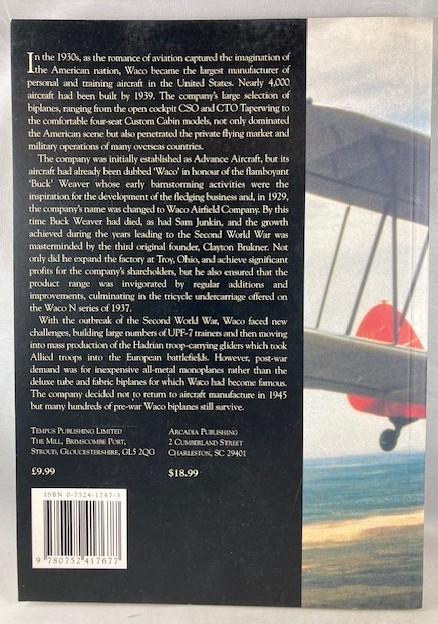 In the 1930s, as the romance of aviation captured the imagination of
the American nation, Waco became the largest manufacturer of
personal and training aircraft in the United States. Nearly 4,000
aircraft had been built by 1939. The company's large selection of
biplanes, ranging from the open cockpit CSO and CTO Taperwing to
the comfortable four-seat Custom Cabin models, not only dominated
the American scene but also penetrated the private flying market and
military operations of many overseas countries.
The company was initially established as Advance Aircraft, but its
aircraft had already been dubbed 'Waco' in honour of the flamboyant
'Buck' Weaver whose early barnstorming activities were the
inspiration for the development of the fledging business and, in 1929,
the company's name was changed to Waco Airfield Company. By this
time Buck Weaver had died, as had Sam Junkin, and the growth
achieved during the years leading to the Second World War was
masterminded by the third original founder, Clayton Brukner. Not
only did he expand the factory at Troy, Ohio, and achieve significant
profits for the company's shareholders, but he also ensured that the
product range was invigorated by regular additions and
improvements, culminating in the tricycle undercarriage offered on
the Waco N series of 1937.
With the outbreak of the Second World War, Waco faced new
challenges, building large numbers of UPF-7 trainers and then moving
into mass production of the Hadrian troop-carrying gliders which took
Allied troops into the European battlefields. However, post-war
demand was for inexpensive all-metal monoplanes rather than the
deluxe tube and fabric biplanes for which Waco had become famous.
The company decided not to return to aircraft manufacture in 1945
but many hundreds of pre-war Waco biplanes still survive.
Tempus Publishing Limited
The Mill, Brimscombe Port,
Stroud, Gloucestershire, GL5 2QG
£9.99
Arcadia Publishing
2 Cumberland Street
Charleston, SC 29401
$18.99
ISBN 0-7524-1767-3
9 780752 417677